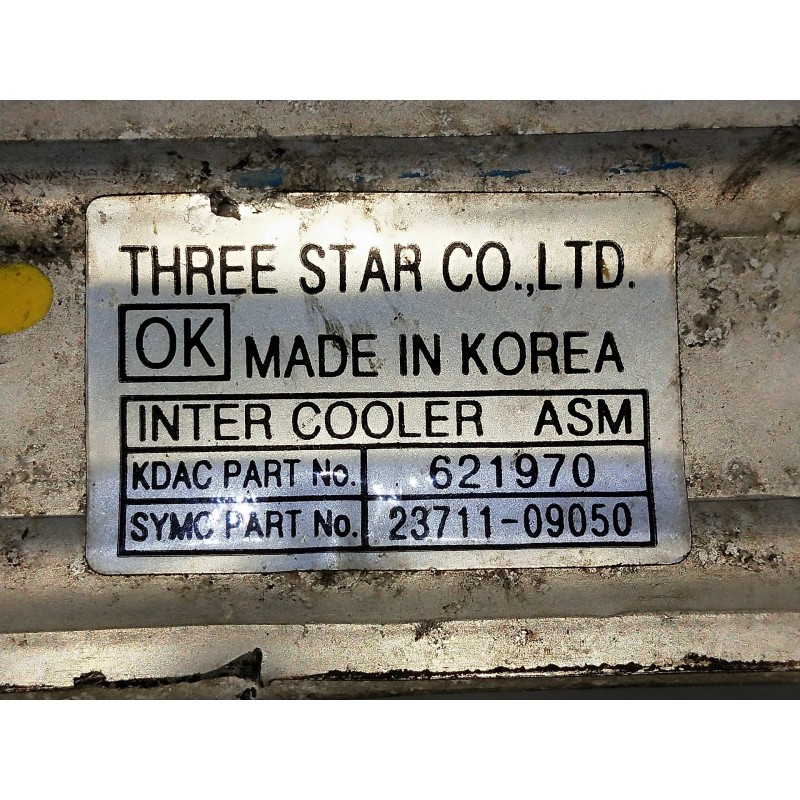 THREE STAR CO.,LTD.
OK MADE IN KOREA
INTER COOLER ASM
KDAC PART No. 621970
SYMC PART No. 23711-09050